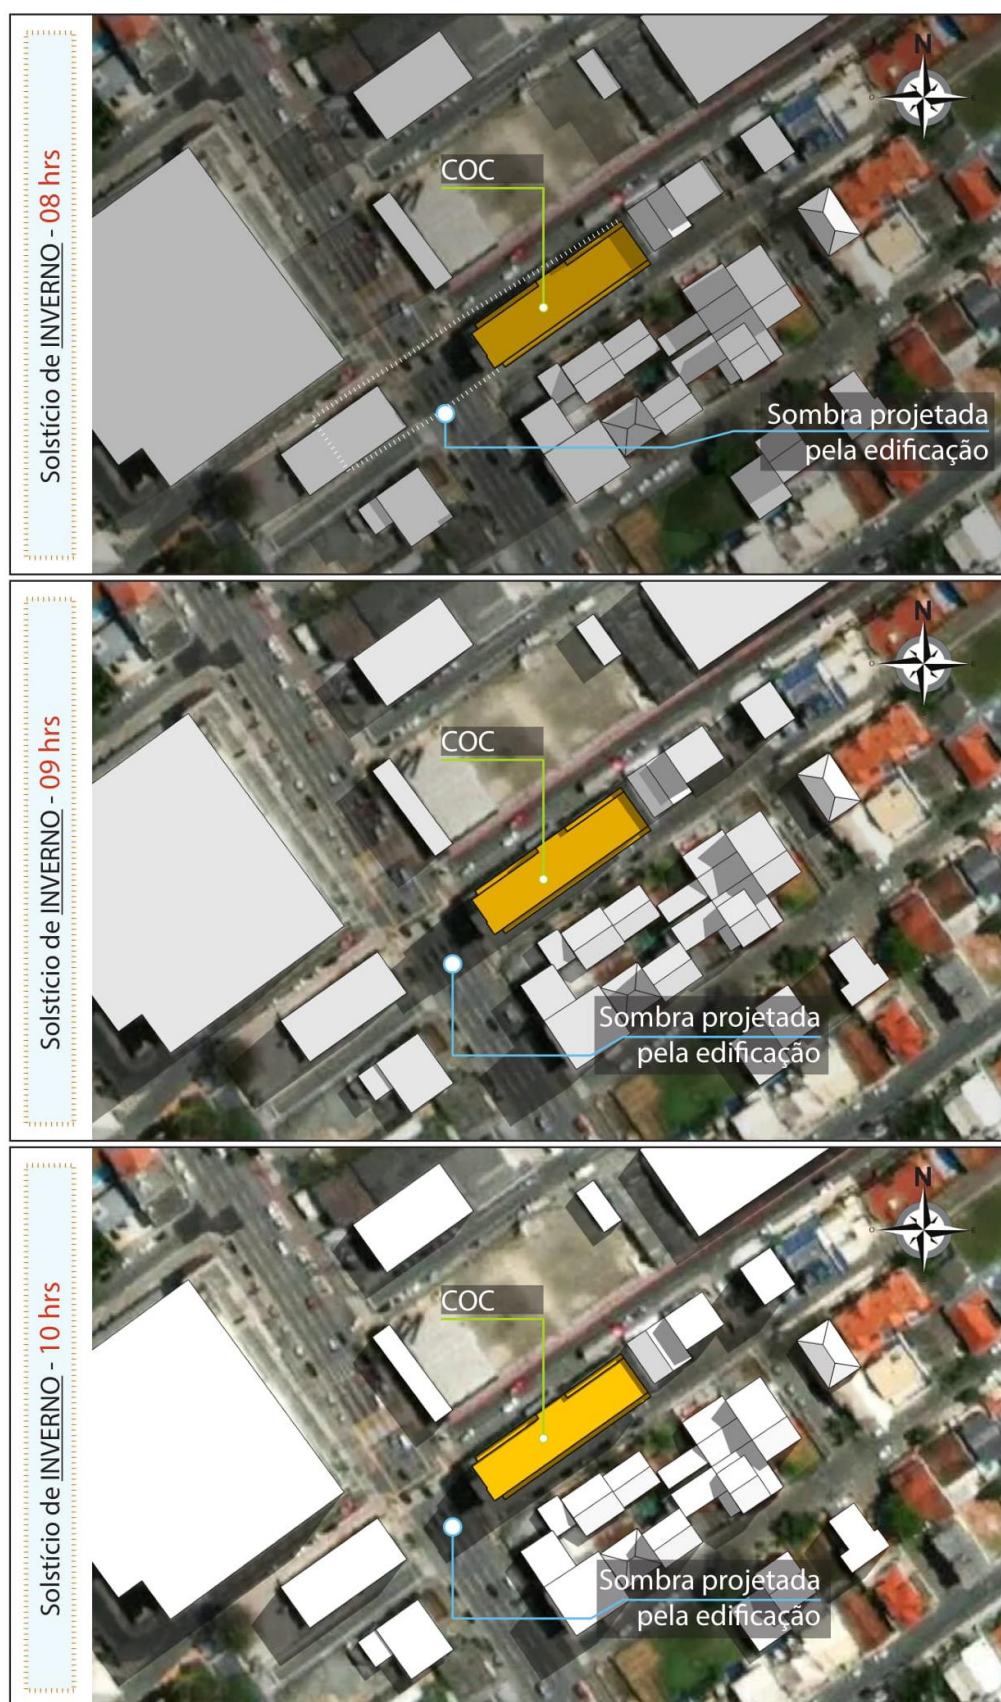 Solstício de INVERNO - 08 hrs
N
COC
Sombra projetada
pela edificação
Solstício de INVERNO - 09 hrs
N
COC
Sombra projetada
pela edificação
Solstício de INVERNO - 10 hrs
N
COC
Sombra projetada
pela edificação